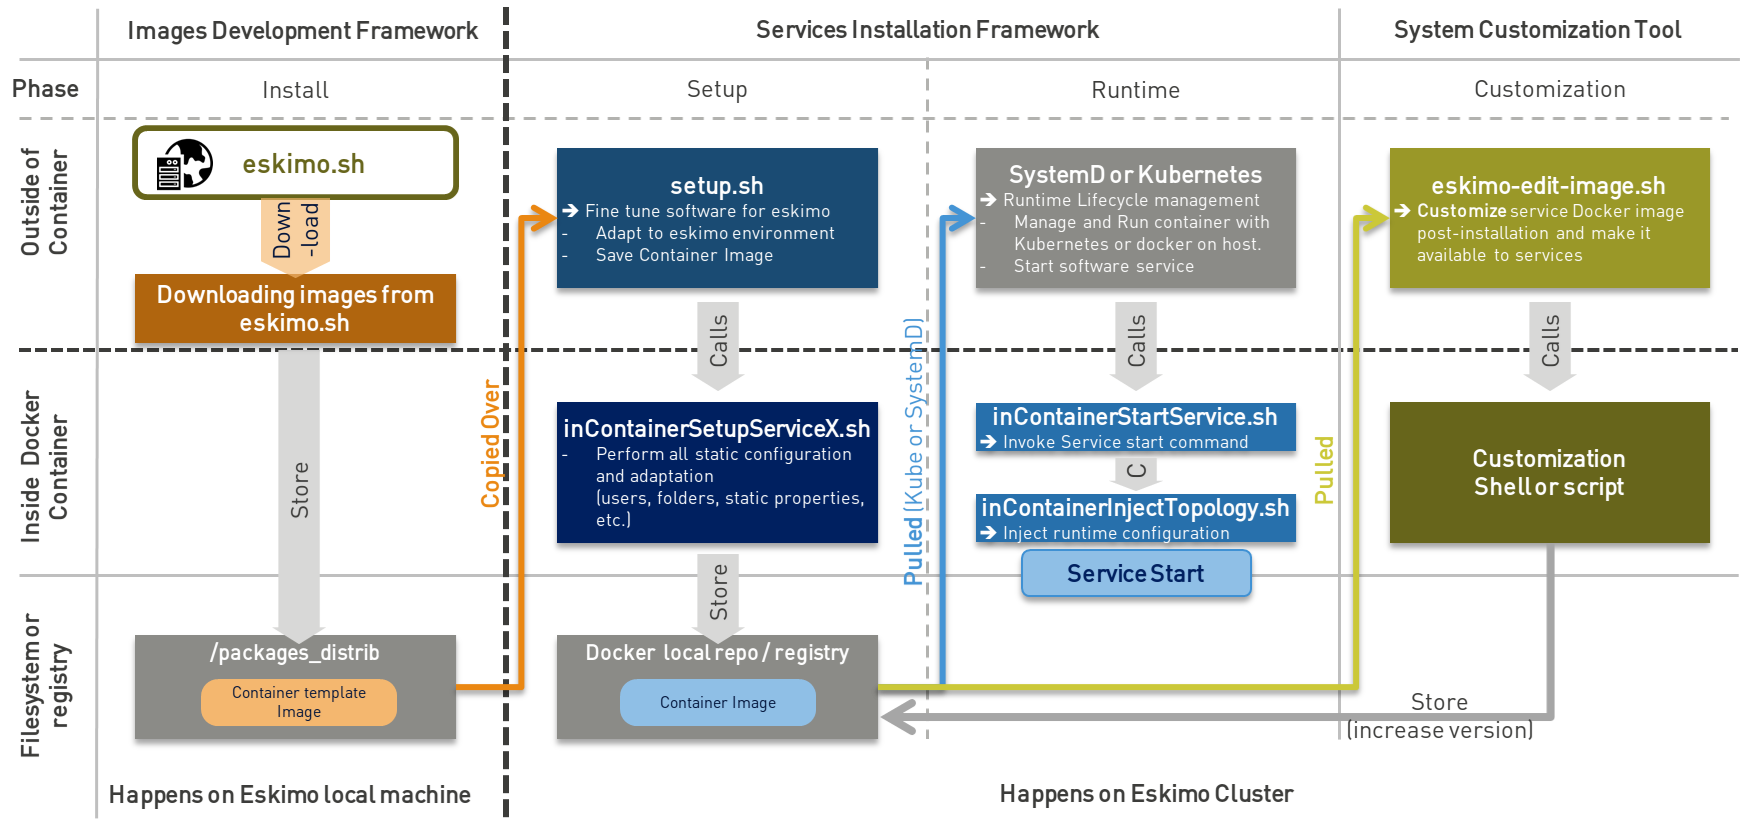 Images Development Framework
Services Installation Framework
System Customization Tool
Phase
Install
Setup
Runtime
Customization
Outside of
Container
eskimo.sh
Down
-load
Downloading images from
eskimo.sh
setup.sh
➔ Fine tune software for eskimo
- Adapt to eskimo environment
- Save Container Image
SystemD or Kubernetes
➔ Runtime Lifecycle management
- Manage and Run container with
Kubernetes or docker on host.
- Start software service
eskimo-edit-image.sh
➔ Customize service Docker image
post-installation and make it
available to services
Calls
Calls
Calls
Inside Docker
Container
Store
Copied Over
inContainerSetupServiceX.sh
- Perform all static configuration
and adaptation
(users, folders, static properties,
etc.)
Pulled (Kube or SystemD)
inContainerStartService.sh
➔ Invoke Service start command
C
inContainerInjectTopology.sh
➔ Inject runtime configuration
Service Start
Pulled
Customization
Shell or script
Filesystem or
registry
/packages_distrib
Container template
Image
Store
Docker local repo / registry
Container Image
Store
(increase version)
Happens on Eskimo local machine
Happens on Eskimo Cluster